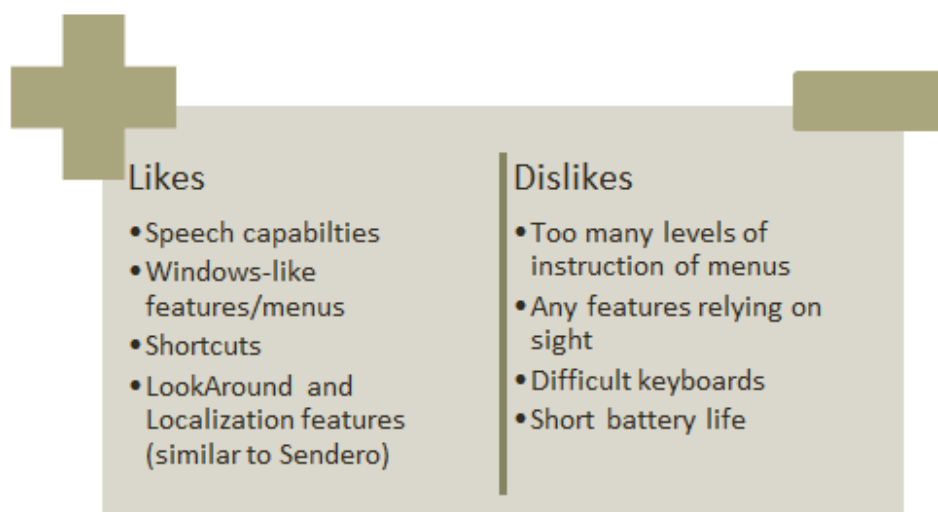 Likes
•Speech capabilties
•Windows-like
features/menus
•Shortcuts
•LookAround and
Localization features
(similar to Sendero)
Dislikes
•Too many levels of
instruction of menus
•Any features relying on
sight
•Difficult keyboards
•Short battery life